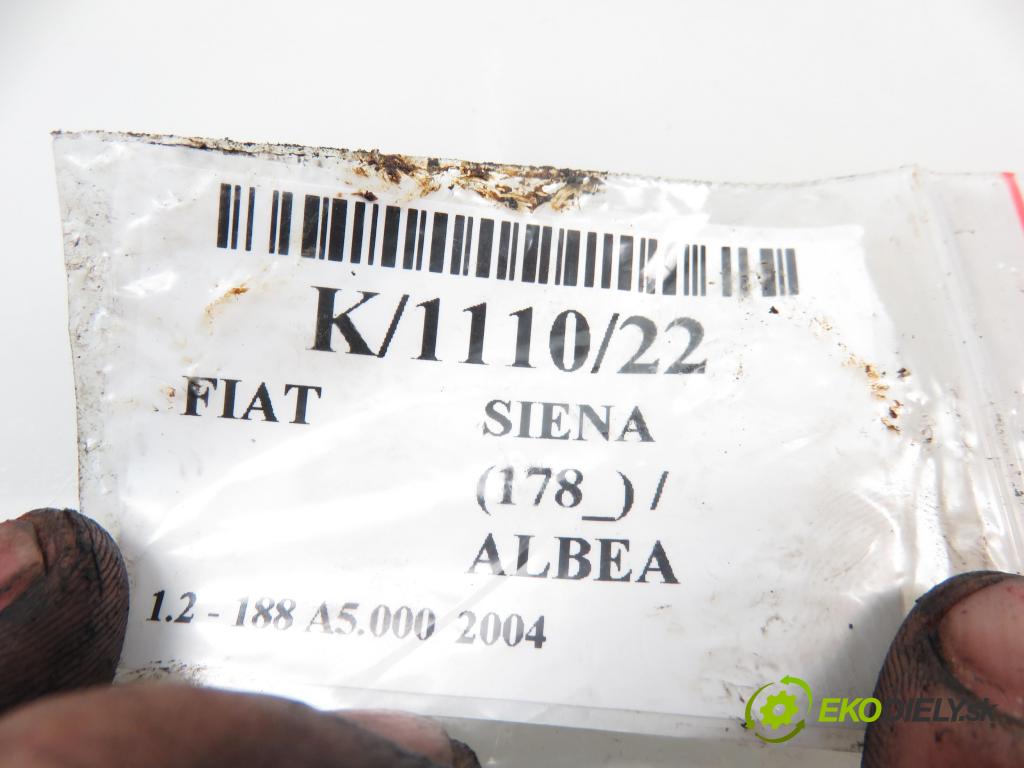 K/1110/22
FIAT SIENA
(178_) /
ALBEA
1.2 - 188 A5.000 2004
EKODIELY.sk